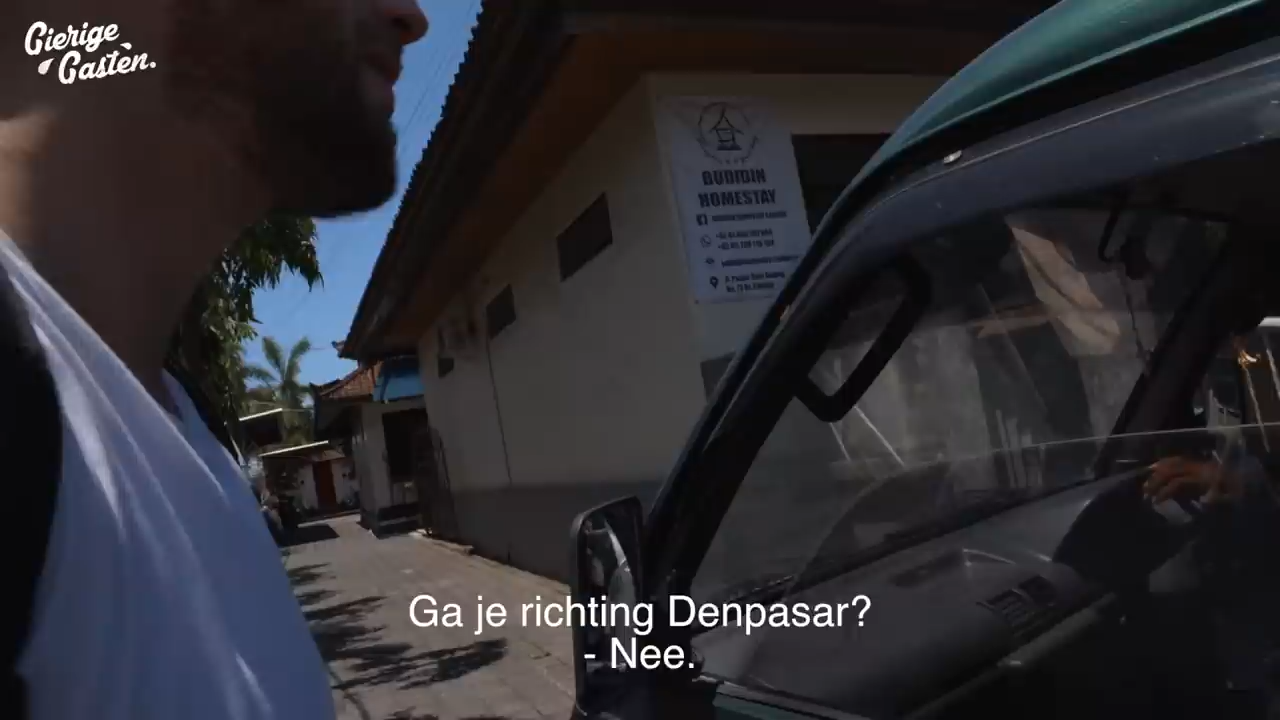 Gierige
Gasten.
BUDIDIN
HOMESTAY
Ga je richting Denpasar?
- Nee.